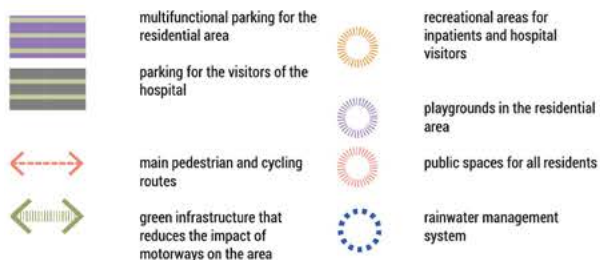 multifunctional parking for the
residential area
parking for the visitors of the
hospital
main pedestrian and cycling
routes
green infrastructure that
reduces the impact of
motorways on the area
recreational areas for
inpatients and hospital
visitors
playgrounds in the residential
area
public spaces for all residents
rainwater management
system